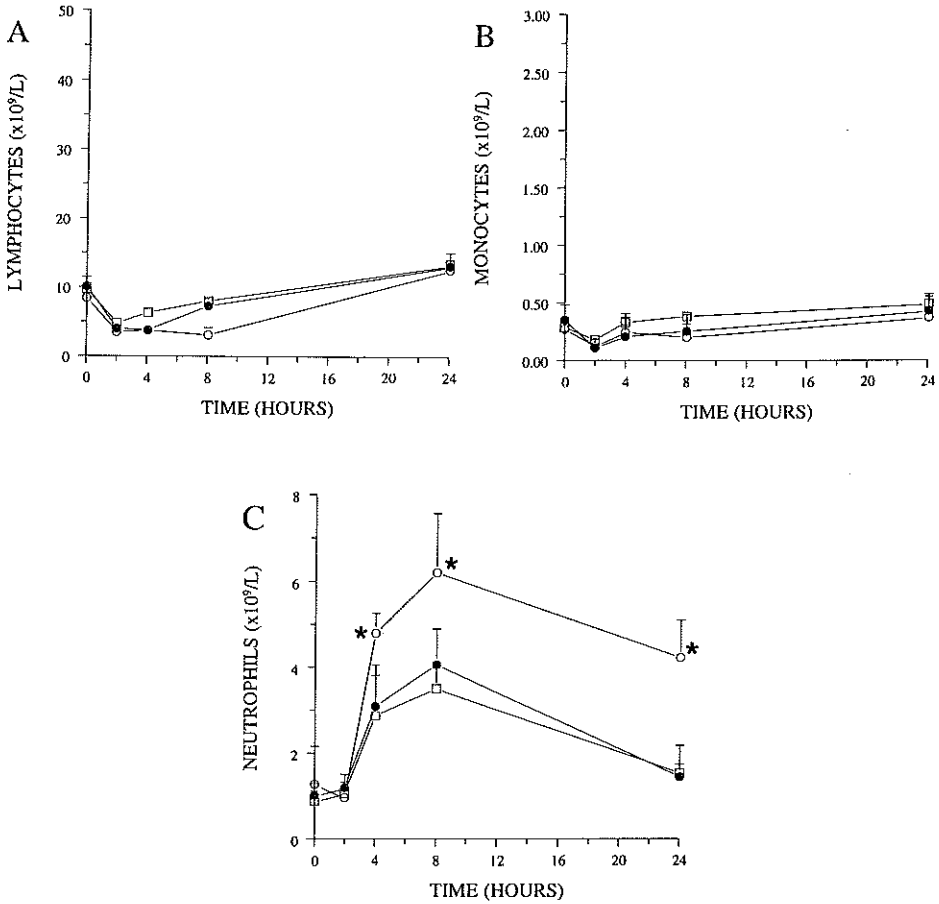 A
LYMPHOCYTES (x10⁹/L)
50
40
30
20
10
0
0 4 8 12 16 20 24
TIME (HOURS)
B
MONOCYTES (x10⁹/L)
3.00
2.50
2.00
1.50
1.00
0.50
0.00
0 4 8 12 16 20 24
TIME (HOURS)
C
NEUTROPHILS (x10⁹/L)
8
6
4
2
0
*
*
*
0 4 8 12 16 20 24
TIME (HOURS)